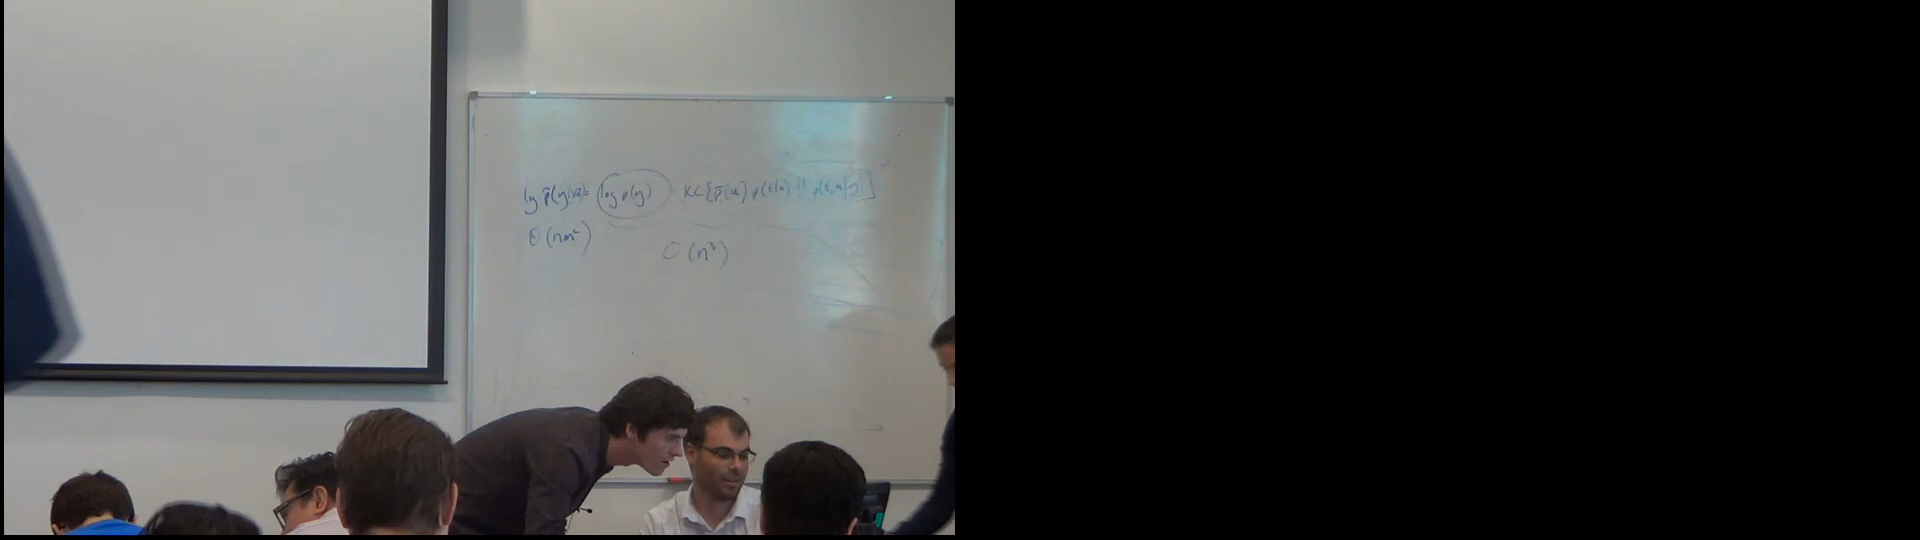 log p̃(y|u) = log p(y) KL[p̃(u) p(f|u) || p(f,u|y)]
O(nm²)
O(n³)